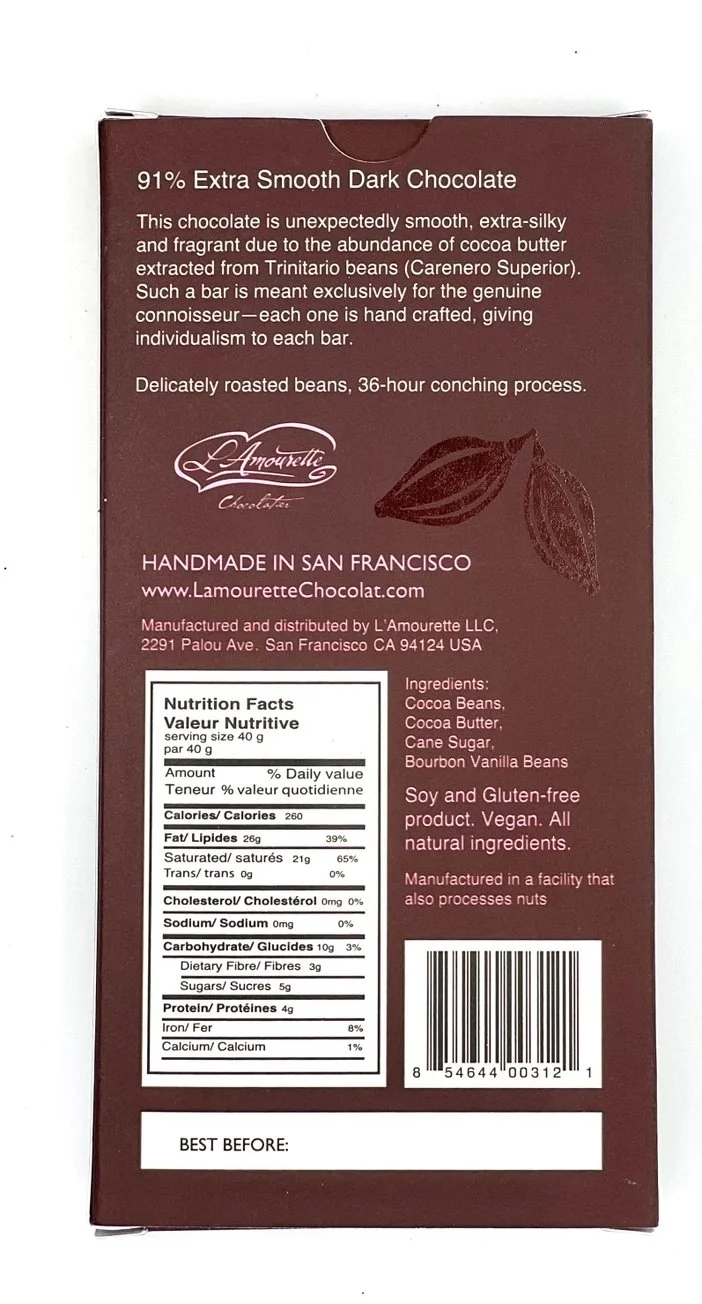 91% Extra Smooth Dark Chocolate
This chocolate is unexpectedly smooth, extra-silky
and fragrant due to the abundance of cocoa butter
extracted from Trinitario beans (Carenero Superior).
Such a bar is meant exclusively for the genuine
connoisseur—each one is hand crafted, giving
individualism to each bar.
Delicately roasted beans, 36-hour conching process.
L'Amourette
Chocolatier
HANDMADE IN SAN FRANCISCO
www.LamouretteChocolat.com
Manufactured and distributed by L'Amourette LLC,
2291 Palou Ave. San Francisco CA 94124 USA
Nutrition Facts
Valeur Nutritive
serving size 40 g
par 40 g
Amount % Daily value
Teneur % valeur quotidienne
Calories/ Calories 260
Fat/ Lipides 26g 39%
Saturated/ saturés 21g 65%
Trans/ trans 0g 0%
Cholesterol/ Cholestérol 0mg 0%
Sodium/ Sodium 0mg 0%
Carbohydrate/ Glucides 10g 3%
Dietary Fibre/ Fibres 3g
Sugars/ Sucres 5g
Protein/ Protéines 4g
Iron/ Fer 8%
Calcium/ Calcium 1%
Ingredients:
Cocoa Beans,
Cocoa Butter,
Cane Sugar,
Bourbon Vanilla Beans
Soy and Gluten-free
product. Vegan. All
natural ingredients.
Manufactured in a facility that
also processes nuts
8 54644 00312 1
BEST BEFORE: